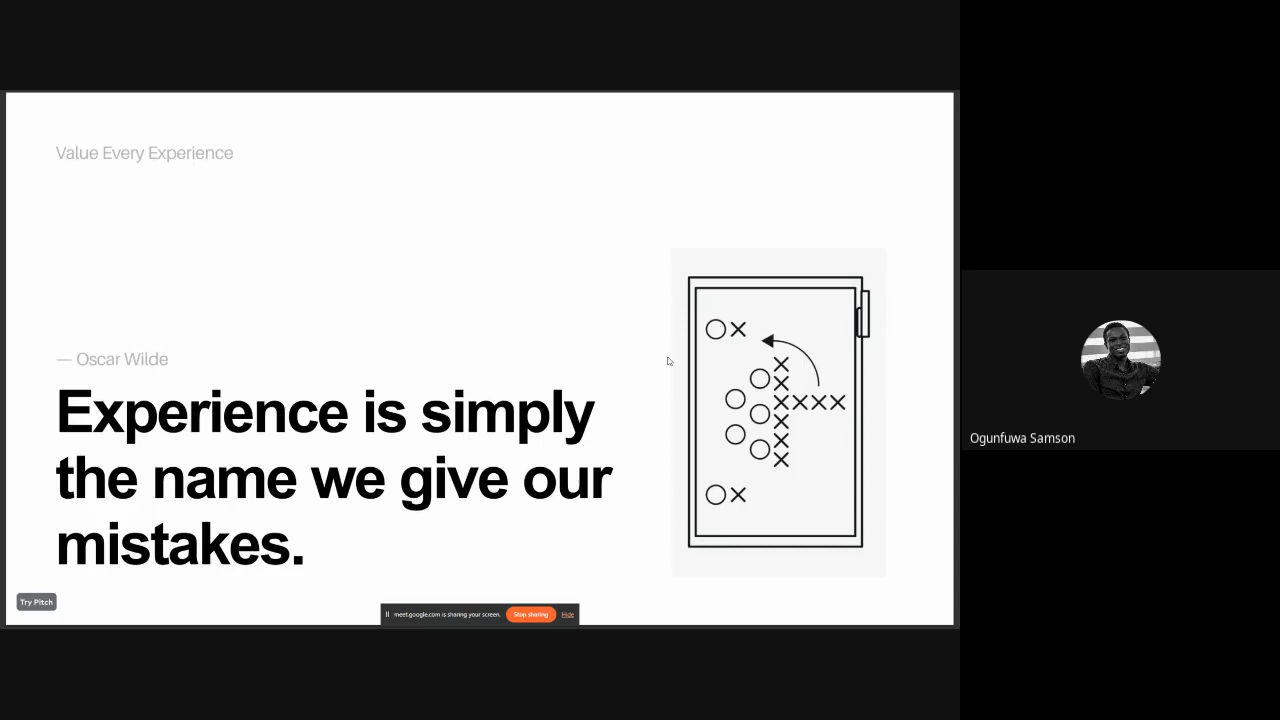 Value Every Experience
— Oscar Wilde
Experience is simply
the name we give our
mistakes.
Try Pitch
meet.google.com is sharing your screen. Stop sharing Hide
Ogunfuwa Samson